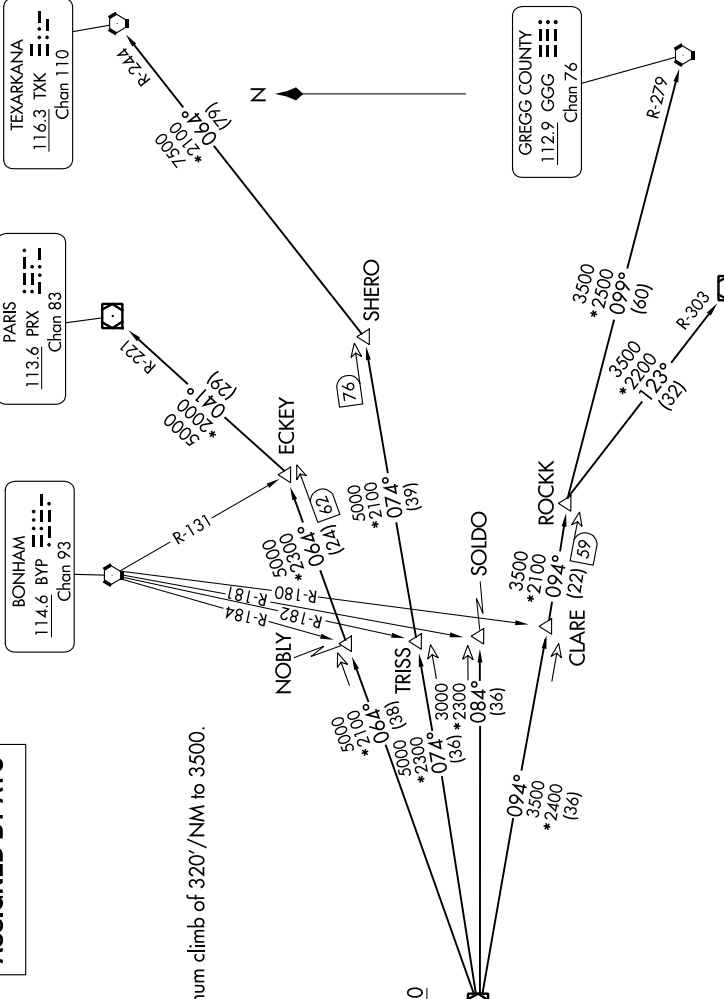 TEXARKANA
116.3 TXK
Chan 110
R-244
7500
*2100
064°
(79)
N
GREGG COUNTY
112.9 GGG
Chan 76
R-279
PARIS
113.6 PRX
Chan 83
R-221
5000
*2000
041°
(29)
SHERO
76
3500
*2500
099°
(60)
R-303
3500
*2200
123°
(32)
BONHAM
114.6 BYP
Chan 93
R-131
ECKEY
62
5000
*2300
064°
(24)
5000
*2100
074°
(39)
R-184
R-181
R-182
R-180
NOBLY
TRISS
SOLDO
ROCKK
3500
*2100
094°
(22)
59
CLARE
5000
*2100
064°
(38)
5000
*2300
074°
(36)
3000
*2300
084°
(36)
094°
3500
*2400
(36)
num climb of 320'/NM to 3500.
0